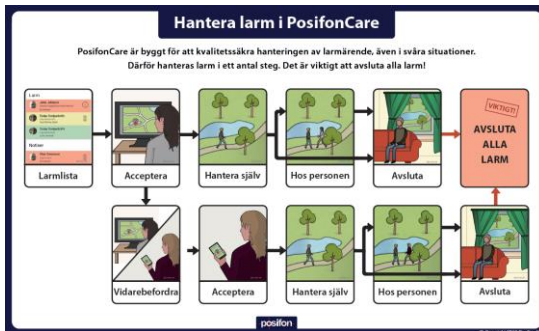 Hantera larm i PosifonCare
PosifonCare är byggt för att kvalitetssäkra hanteringen av larmärende, även i svåra situationer.
Därför hanteras larm i ett antal steg. Det är viktigt att avsluta alla larm!
Larm
Notiser
Larmlista
Acceptera
Hantera själv
Hos personen
Avsluta
VIKTIGT!
AVSLUTA
ALLA
LARM
Vidarebefordra
Acceptera
Hantera själv
Hos personen
Avsluta
posifon